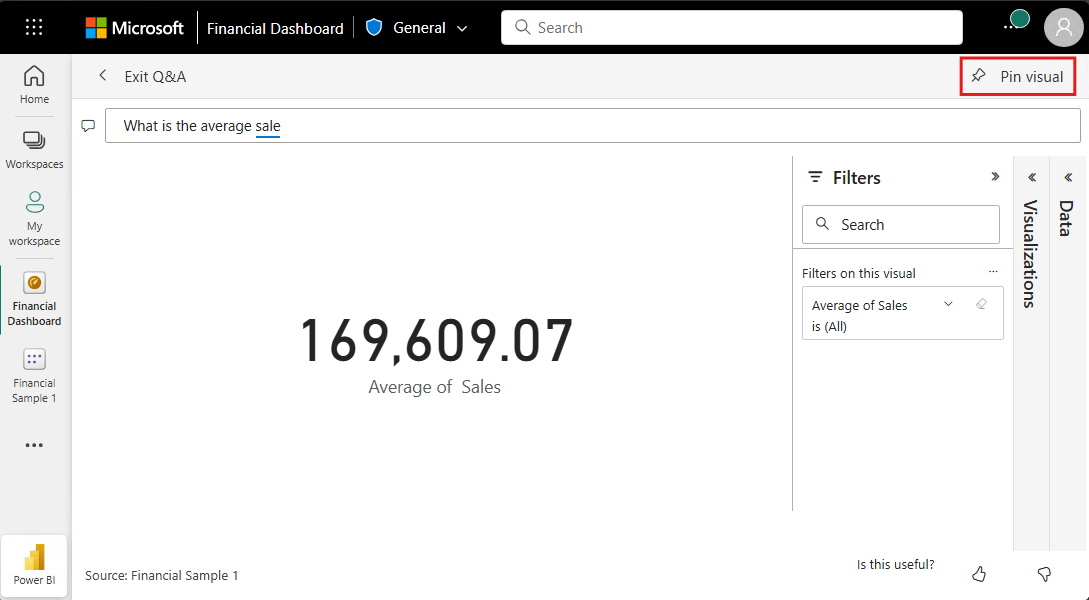 Microsoft
Financial Dashboard
General
Search
Home
Workspaces
My
workspace
Financial
Dashboard
Financial
Sample 1
Power BI
Exit Q&A
Pin visual
What is the average sale
169,609.07
Average of Sales
Filters
Search
Filters on this visual
Average of Sales
is (All)
Visualizations
Data
Source: Financial Sample 1
Is this useful?